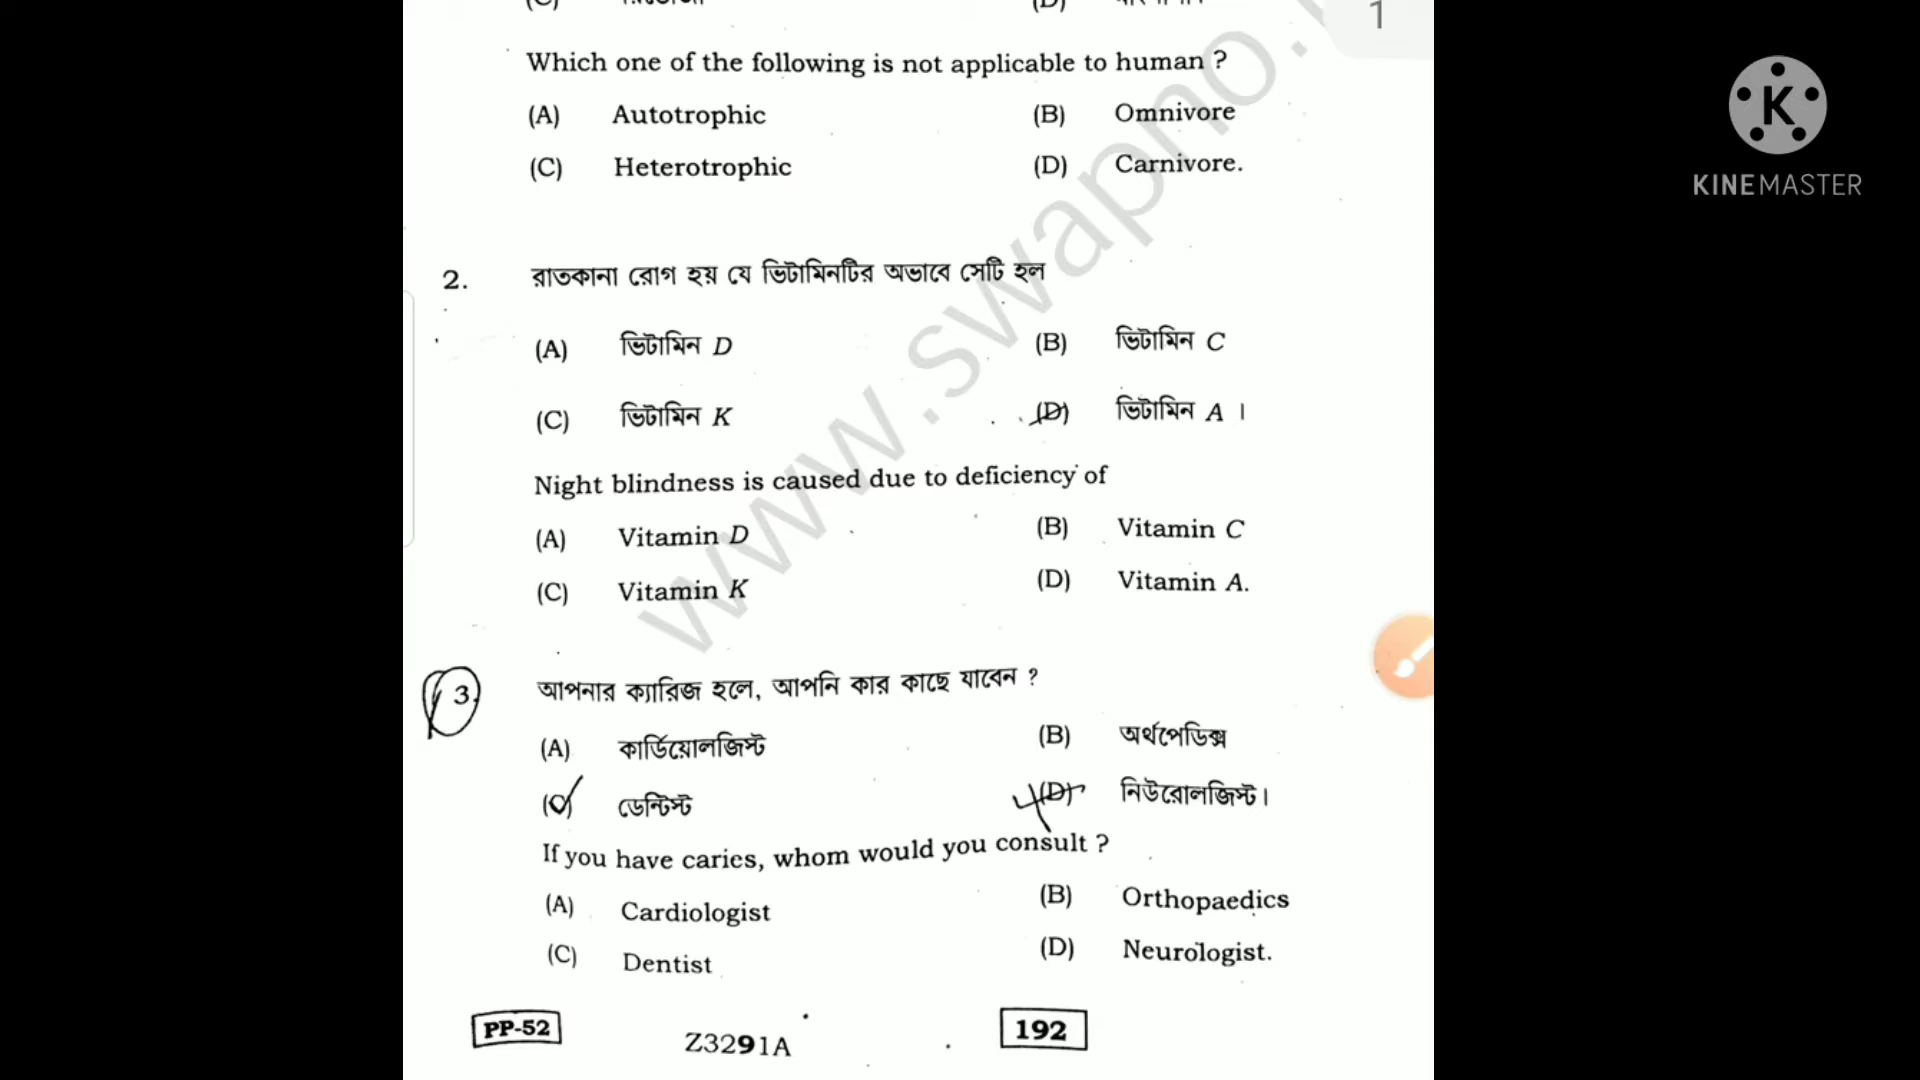 1
Which one of the following is not applicable to human ?
(A) Autotrophic (B) Omnivore
(C) Heterotrophic (D) Carnivore.
2. রাতকানা রোগ হয় যে ভিটামিনটির অভাবে সেটি হল
(A) ভিটামিন D (B) ভিটামিন C
(C) ভিটামিন K (D) ভিটামিন A ।
Night blindness is caused due to deficiency of
(A) Vitamin D (B) Vitamin C
(C) Vitamin K (D) Vitamin A.
3. আপনার ক্যারিজ হলে, আপনি কার কাছে যাবেন ?
(A) কার্ডিয়োলজিস্ট (B) অর্থপেডিক্স
(C) ডেন্টিস্ট (D) নিউরোলজিস্ট।
If you have caries, whom would you consult ?
(A) Cardiologist (B) Orthopaedics
(C) Dentist (D) Neurologist.
PP-52 Z3291A 192
www.swapno.
K
KINEMASTER